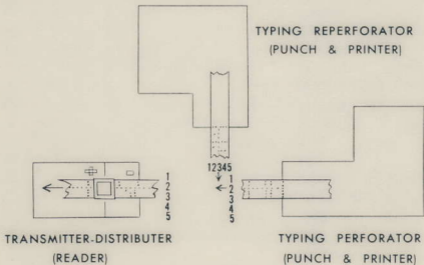 TYPING REPERFORATOR
(PUNCH & PRINTER)
12345
1
2
3
4
5
1
2
3
4
5
TRANSMITTER-DISTRIBUTER
(READER)
TYPING PERFORATOR
(PUNCH & PRINTER)